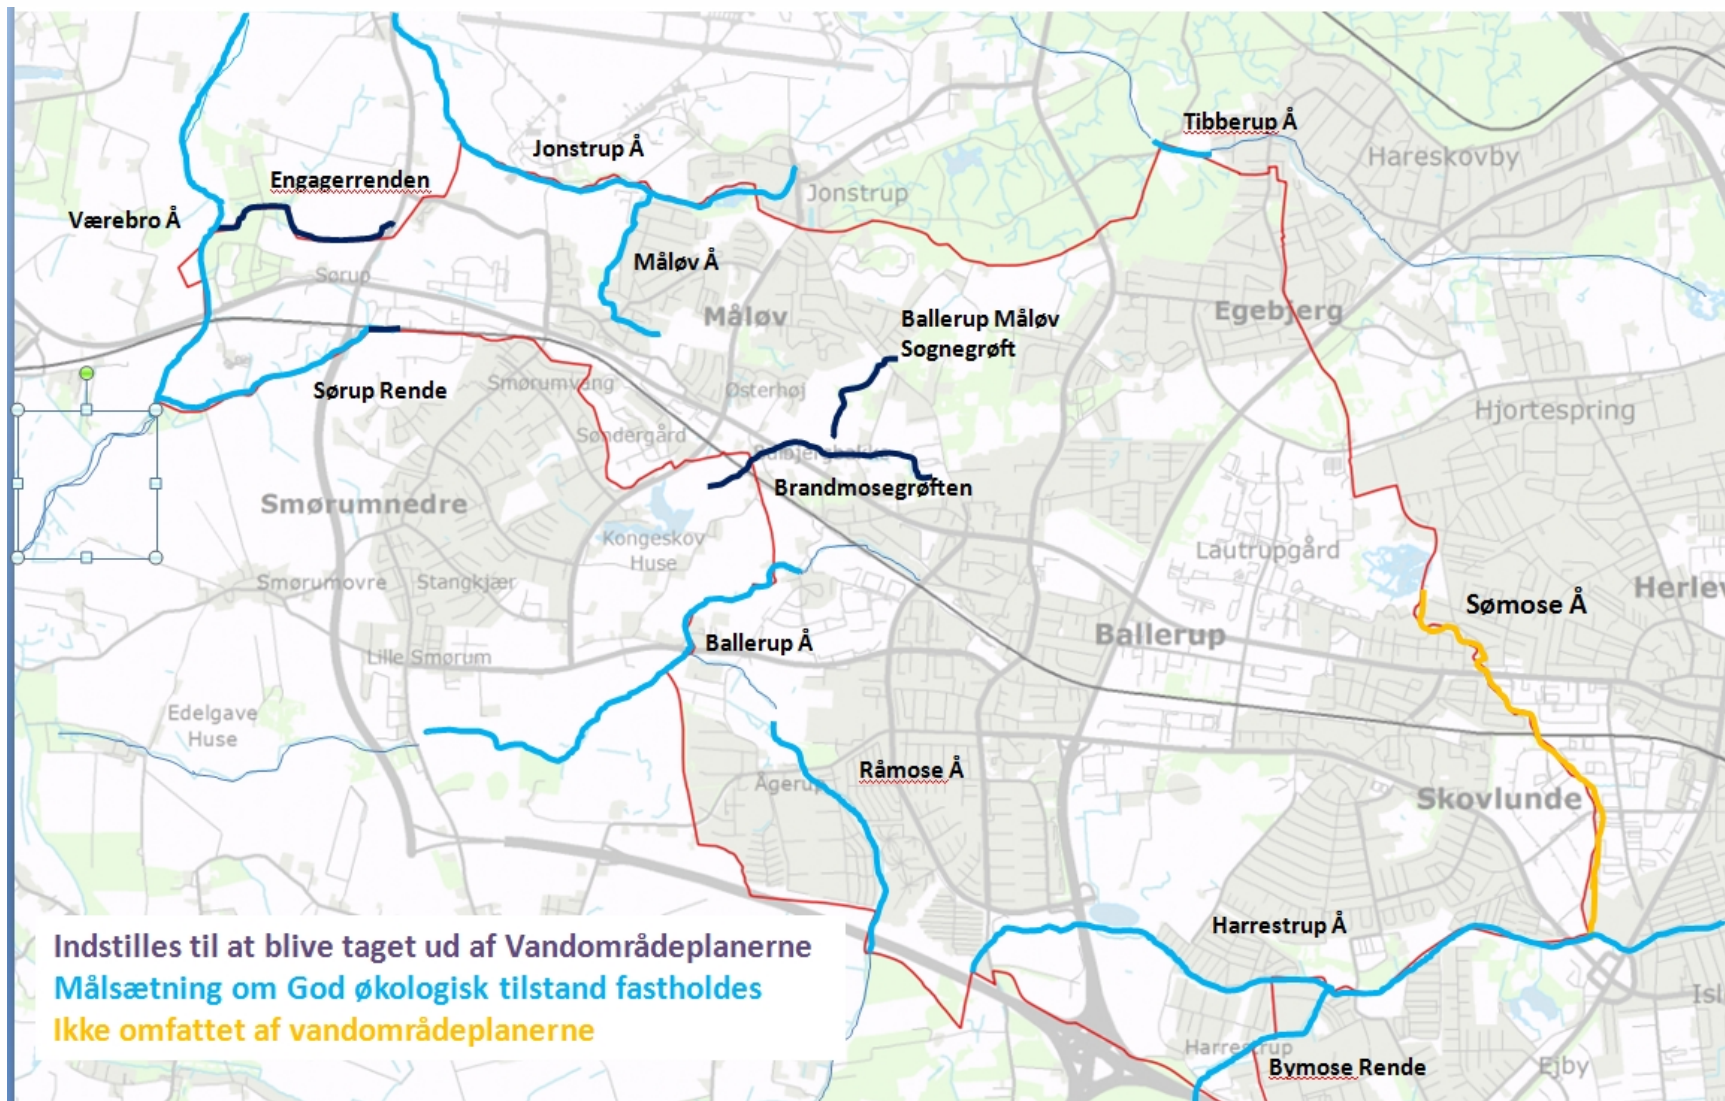 Tibberup Å
Hareskovby
Jonstrup Å
Engagerrenden
Jonstrup
Værebro Å
Måløv Å
Sørup
Måløv
Egebjerg
Ballerup Måløv
Sognegrøft
Smørumvang
Østerhøj
Sørup Rende
Hjortespring
Søndergård
Brandmosegrøften
Smørumnedre
Kongeskov
Huse
Lautrupgård
Smørumovre
Stangkjær
Herlev
Sømose Å
Ballerup
Ballerup Å
Lille Smørum
Edelgave
Huse
Råmose Å
Ågerup
Skovlunde
Harrestrup Å
Indstilles til at blive taget ud af Vandområdeplanerne
Målsætning om God økologisk tilstand fastholdes
Ikke omfattet af vandområdeplanerne
Isl
Harrestrup
Bymose Rende
Ejby